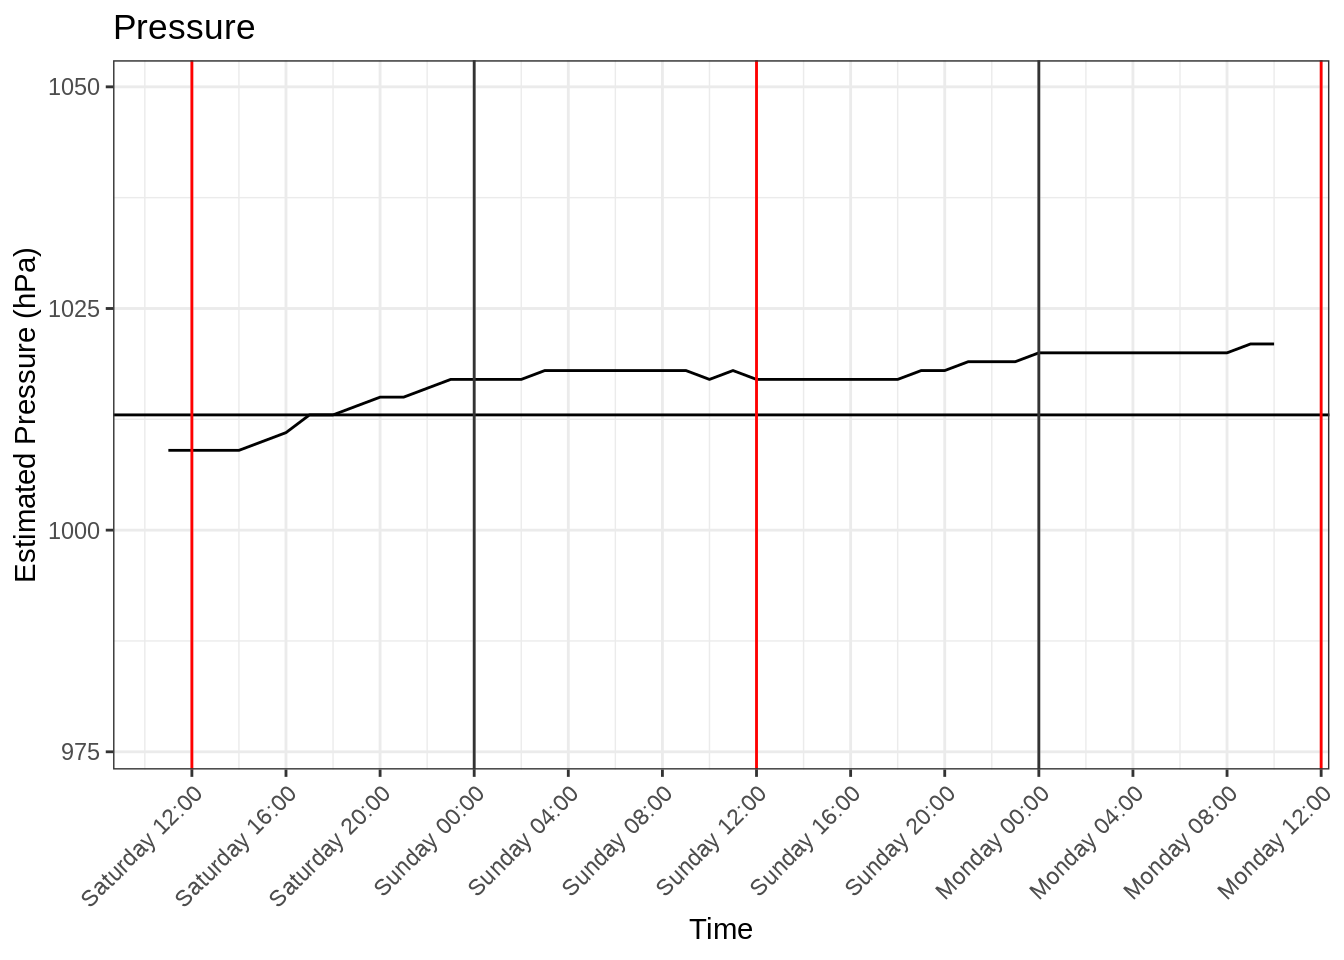 Pressure
Estimated Pressure (hPa)
1050
1025
1000
975
Saturday 12:00
Saturday 16:00
Saturday 20:00
Sunday 00:00
Sunday 04:00
Sunday 08:00
Sunday 12:00
Sunday 16:00
Sunday 20:00
Monday 00:00
Monday 04:00
Monday 08:00
Monday 12:00
Time